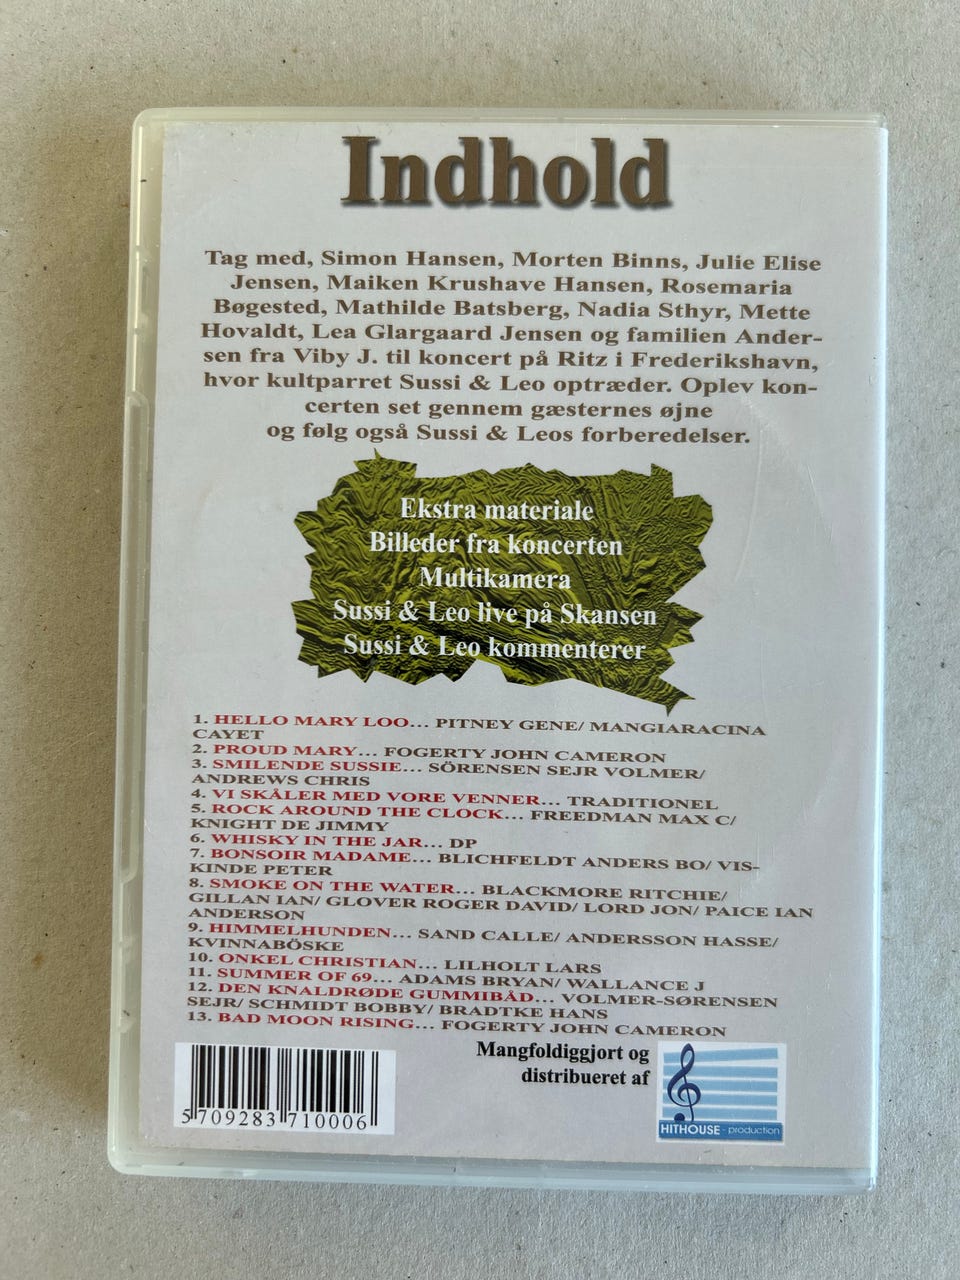 Indhold
Tag med, Simon Hansen, Morten Binns, Julie Elise
Jensen, Maiken Krushave Hansen, Rosemaria
Bøgested, Mathilde Batsberg, Nadia Sthyr, Mette
Hovaldt, Lea Glargaard Jensen og familien Ander-
sen fra Viby J. til koncert på Ritz i Frederikshavn,
hvor kultparret Sussi & Leo optræder. Oplev kon-
certen set gennem gæsternes øjne
og følg også Sussi & Leos forberedelser.
Ekstra materiale
Billeder fra koncerten
Multikamera
Sussi & Leo live på Skansen
Sussi & Leo kommenterer
1. HELLO MARY LOO... PITNEY GENE/ MANGIARACINA
CAYET
2. PROUD MARY... FOGERTY JOHN CAMERON
3. SMILENDE SUSSIE... SÖRENSEN SEJR VOLMER/
ANDREWS CHRIS
4. VI SKÅLER MED VORE VENNER... TRADITIONEL
5. ROCK AROUND THE CLOCK... FREEDMAN MAX C/
KNIGHT DE JIMMY
6. WHISKY IN THE JAR... DP
7. BONSOIR MADAME... BLICHFELDT ANDERS BO/ VIS-
KINDE PETER
8. SMOKE ON THE WATER... BLACKMORE RITCHIE/
GILLAN IAN/ GLOVER ROGER DAVID/ LORD JON/ PAICE IAN
ANDERSON
9. HIMMELHUNDEN... SAND CALLE/ ANDERSSON HASSE/
KVINNABÖSKE
10. ONKEL CHRISTIAN... LILHOLT LARS
11. SUMMER OF 69... ADAMS BRYAN/ WALLANCE J
12. DEN KNALDRØDE GUMMIBÅD... VOLMER-SØRENSEN
SEJR/ SCHMIDT BOBBY/ BRADTKE HANS
13. BAD MOON RISING... FOGERTY JOHN CAMERON
Mangfoldiggjort og
distribueret af
HITHOUSE - production
5 709283 710006